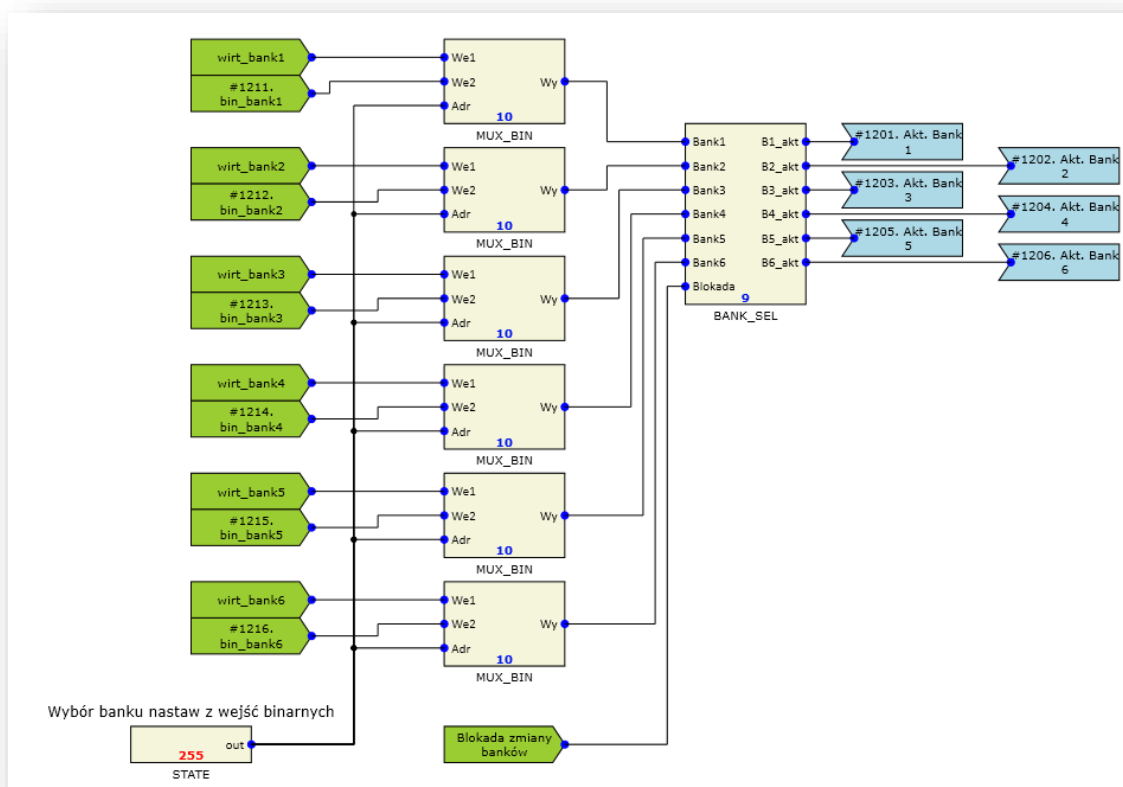 wirt_bank1
#1211.
bin_bank1
We1
We2
Adr
Wy
10
MUX_BIN
wirt_bank2
#1212.
bin_bank2
We1
We2
Adr
Wy
10
MUX_BIN
wirt_bank3
#1213.
bin_bank3
We1
We2
Adr
Wy
10
MUX_BIN
wirt_bank4
#1214.
bin_bank4
We1
We2
Adr
Wy
10
MUX_BIN
wirt_bank5
#1215.
bin_bank5
We1
We2
Adr
Wy
10
MUX_BIN
wirt_bank6
#1216.
bin_bank6
We1
We2
Adr
Wy
10
MUX_BIN
Bank1 B1_akt
Bank2 B2_akt
Bank3 B3_akt
Bank4 B4_akt
Bank5 B5_akt
Bank6 B6_akt
Blokada
9
BANK_SEL
#1201. Akt. Bank
1
#1202. Akt. Bank
2
#1203. Akt. Bank
3
#1204. Akt. Bank
4
#1205. Akt. Bank
5
#1206. Akt. Bank
6
Wybór banku nastaw z wejść binarnych
out
255
STATE
Blokada zmiany
banków